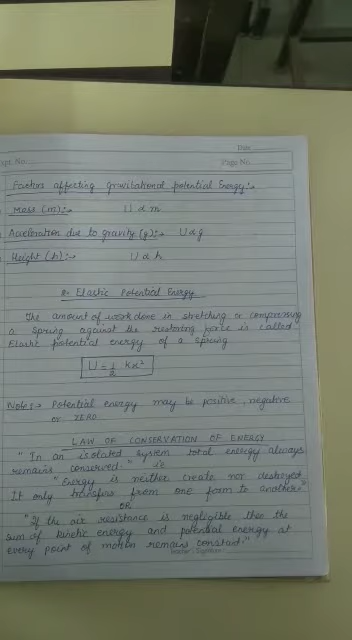 Date
Expt. No.
Page No.
Factors affecting gravitational potential Energy:→
Mass (m):→ U ∝ m
Acceleration due to gravity (g):→ U ∝ g
Height (h):→ U ∝ h
Elastic Potential Energy
The amount of work done in stretching or compressing
a spring against the restoring force is called
Elastic potential energy of a spring
U = 1/2 Kx²
Note:→ Potential energy may be positive, negative
or ZERO.
LAW OF CONSERVATION OF ENERGY
"In an isolated system total energy always
remains conserved."
"Energy is neither create nor destroyed
It only transfers from one form to another."
OR
"If the air resistance is negligible then the
sum of kinetic energy and potential energy at
every point of motion remains constant."